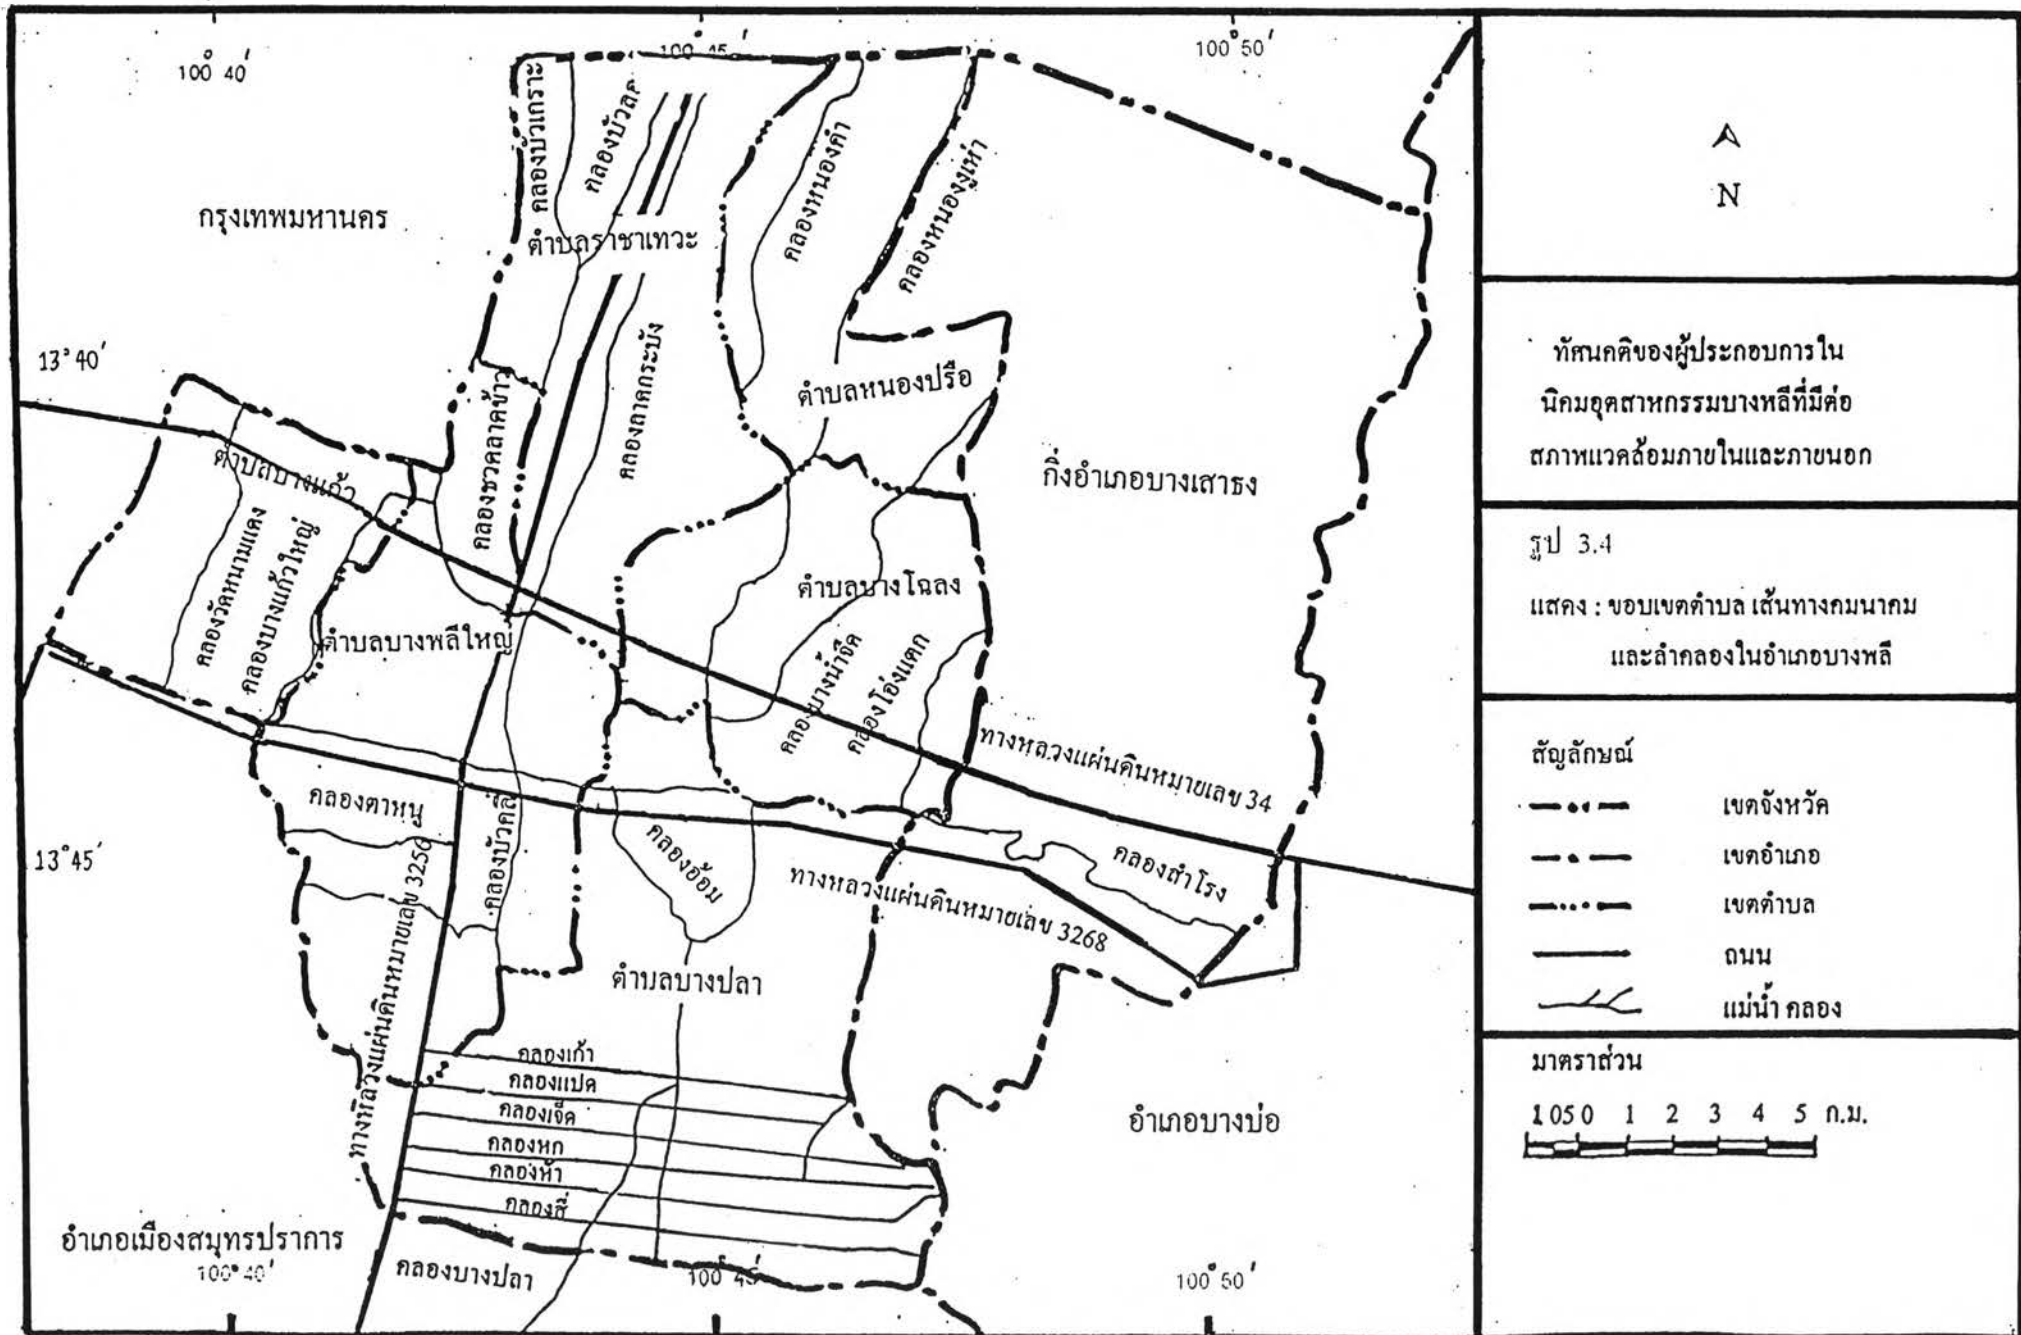 100°40′
100°45′
100°50′
คลองบัวเกราะ
คลองบัวลอ
คลองหนองคำ
คลองหนองงูเห่า
กรุงเทพมหานคร
ตำบลราชาเทวะ
13°40′
คลองลาดกระบัง
คลองชวดลาดข้าว
ตำบลหนองปรือ
ตำบลบางแก้ว
กิ่งอำเภอบางเสาธง
คลองวัดหนามแดง
คลองบางแก้วใหญ่
ตำบลบางพลีใหญ่
ตำบลบางโฉลง
คลองบางน้ำจืด
คลองโอ่งแตก
ทางหลวงแผ่นดินหมายเลข 34
คลองตาหนู
13°45′
ทางหลวงแผ่นดินหมายเลข 3256
คลองอ้อม
คลองสำโรง
ทางหลวงแผ่นดินหมายเลข 3268
ตำบลบางปลา
คลองเก้า
คลองแปด
คลองเจ็ด
คลองหก
คลองห้า
คลองสี่
อำเภอบางบ่อ
อำเภอเมืองสมุทรปราการ
คลองบางปลา
100°40′
100°45′
100°50′
N
ทัศนคติของผู้ประกอบการใน
นิคมอุตสาหกรรมบางพลีที่มีต่อ
สภาพแวดล้อมภายในและภายนอก
รูป 3.4
แสดง : ขอบเขตตำบล เส้นทางคมนาคม
และลำคลองในอำเภอบางพลี
สัญลักษณ์
เขตจังหวัด
เขตอำเภอ
เขตตำบล
ถนน
แม่น้ำ คลอง
มาตราส่วน
1 05 0 1 2 3 4 5 ก.ม.